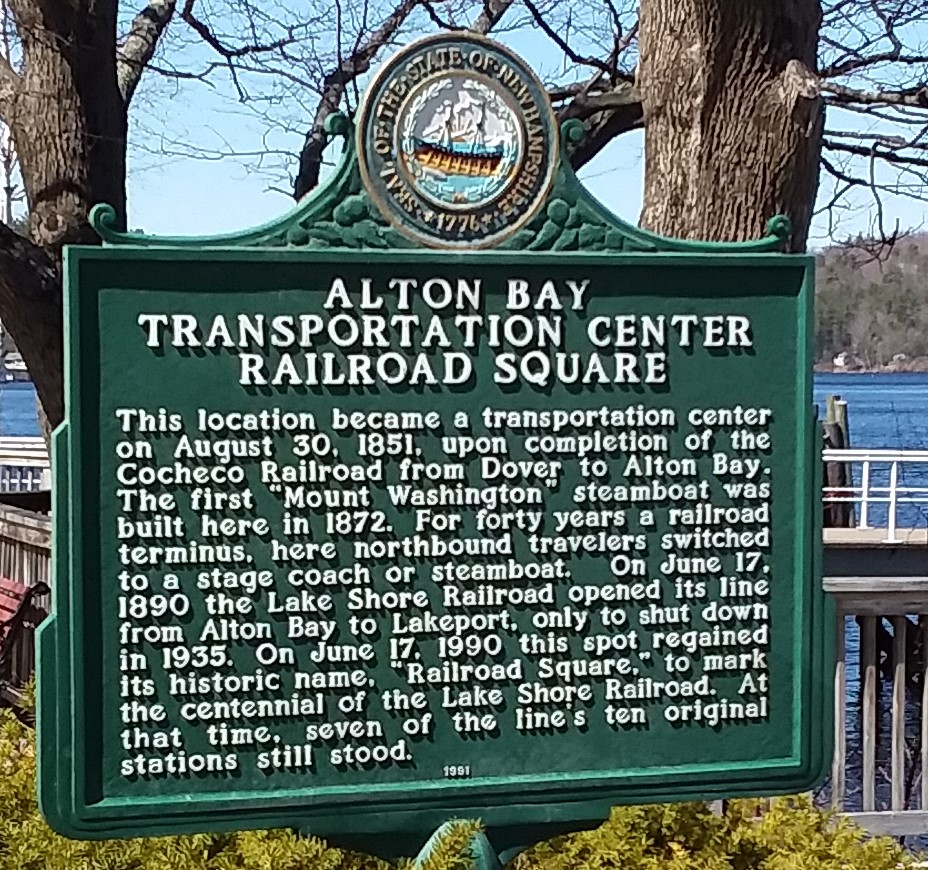 SEAL·OF·THE·STATE·OF·NEW HAMPSHIRE
★1776★
ALTON BAY
TRANSPORTATION CENTER
RAILROAD SQUARE
This location became a transportation center
on August 30, 1851, upon completion of the
Cocheco Railroad from Dover to Alton Bay.
The first "Mount Washington" steamboat was
built here in 1872. For forty years a railroad
terminus, here northbound travelers switched
to a stage coach or steamboat. On June 17,
1890 the Lake Shore Railroad opened its line
from Alton Bay to Lakeport, only to shut down
in 1935. On June 17, 1990 this spot regained
its historic name, "Railroad Square," to mark
the centennial of the Lake Shore Railroad. At
that time, seven of the line's ten original
stations still stood.
1991